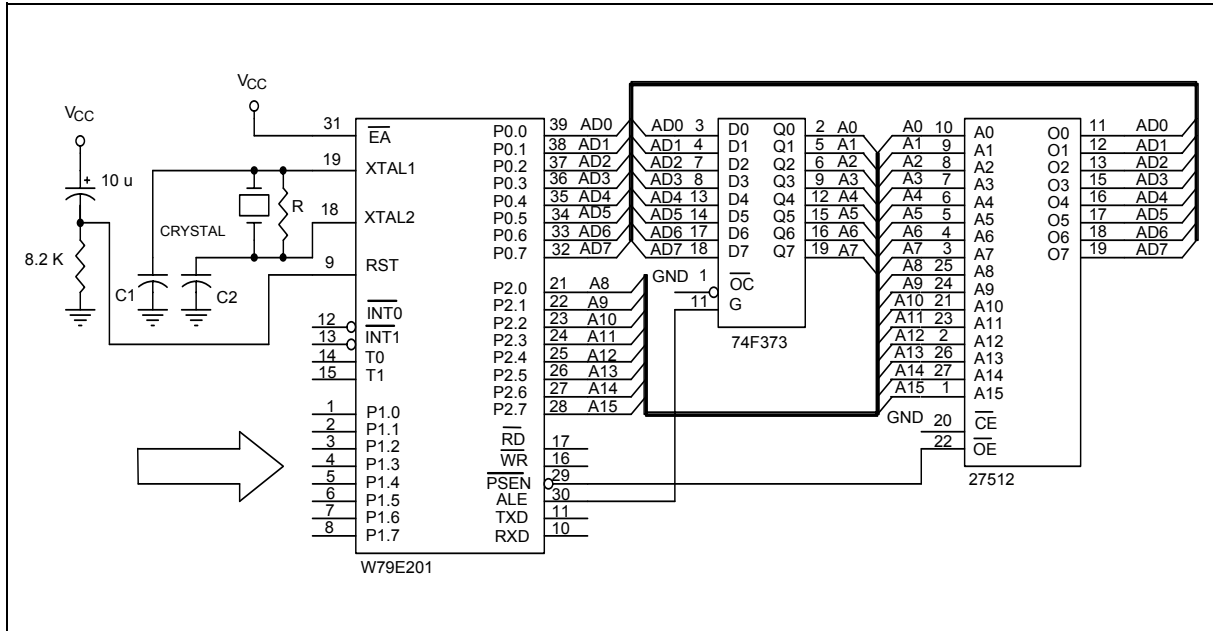 VCC
VCC
10 u
8.2 K
C1
C2
CRYSTAL
R
31 EA
19 XTAL1
18 XTAL2
9 RST
12 INT0
13 INT1
14 T0
15 T1
1 P1.0
2 P1.1
3 P1.2
4 P1.3
5 P1.4
6 P1.5
7 P1.6
8 P1.7
P0.0 39 AD0
P0.1 38 AD1
P0.2 37 AD2
P0.3 36 AD3
P0.4 35 AD4
P0.5 34 AD5
P0.6 33 AD6
P0.7 32 AD7
P2.0 21 A8
P2.1 22 A9
P2.2 23 A10
P2.3 24 A11
P2.4 25 A12
P2.5 26 A13
P2.6 27 A14
P2.7 28 A15
RD 17
WR 16
PSEN 29
ALE 30
TXD 11
RXD 10
W79E201
AD0 3 D0 Q0 2 A0
AD1 4 D1 Q1 5 A1
AD2 7 D2 Q2 6 A2
AD3 8 D3 Q3 9 A3
AD4 13 D4 Q4 12 A4
AD5 14 D5 Q5 15 A5
AD6 17 D6 Q6 16 A6
AD7 18 D7 Q7 19 A7
GND 1 OC
11 G
74F373
A0 10 A0 O0 11 AD0
A1 9 A1 O1 12 AD1
A2 8 A2 O2 13 AD2
A3 7 A3 O3 15 AD3
A4 6 A4 O4 16 AD4
A5 5 A5 O5 17 AD5
A6 4 A6 O6 18 AD6
A7 3 A7 O7 19 AD7
A8 25 A8
A9 24 A9
A10 21 A10
A11 23 A11
A12 2 A12
A13 26 A13
A14 27 A14
A15 1 A15
GND 20 CE
22 OE
27512